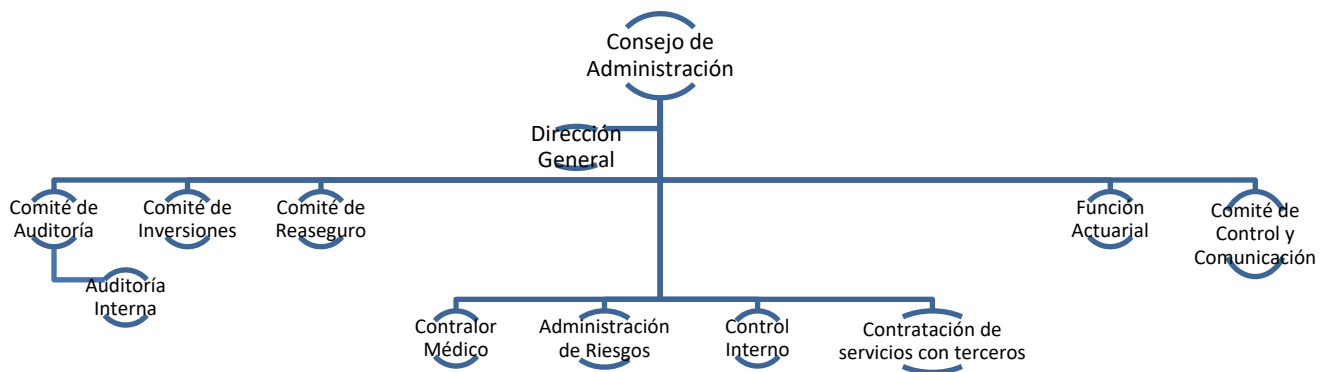 Consejo de
Administración
Dirección
General
Comité de
Auditoría
Comité de
Inversiones
Comité de
Reaseguro
Función
Actuarial
Comité de
Control y
Comunicación
Auditoría
Interna
Contralor
Médico
Administración
de Riesgos
Control
Interno
Contratación de
servicios con terceros